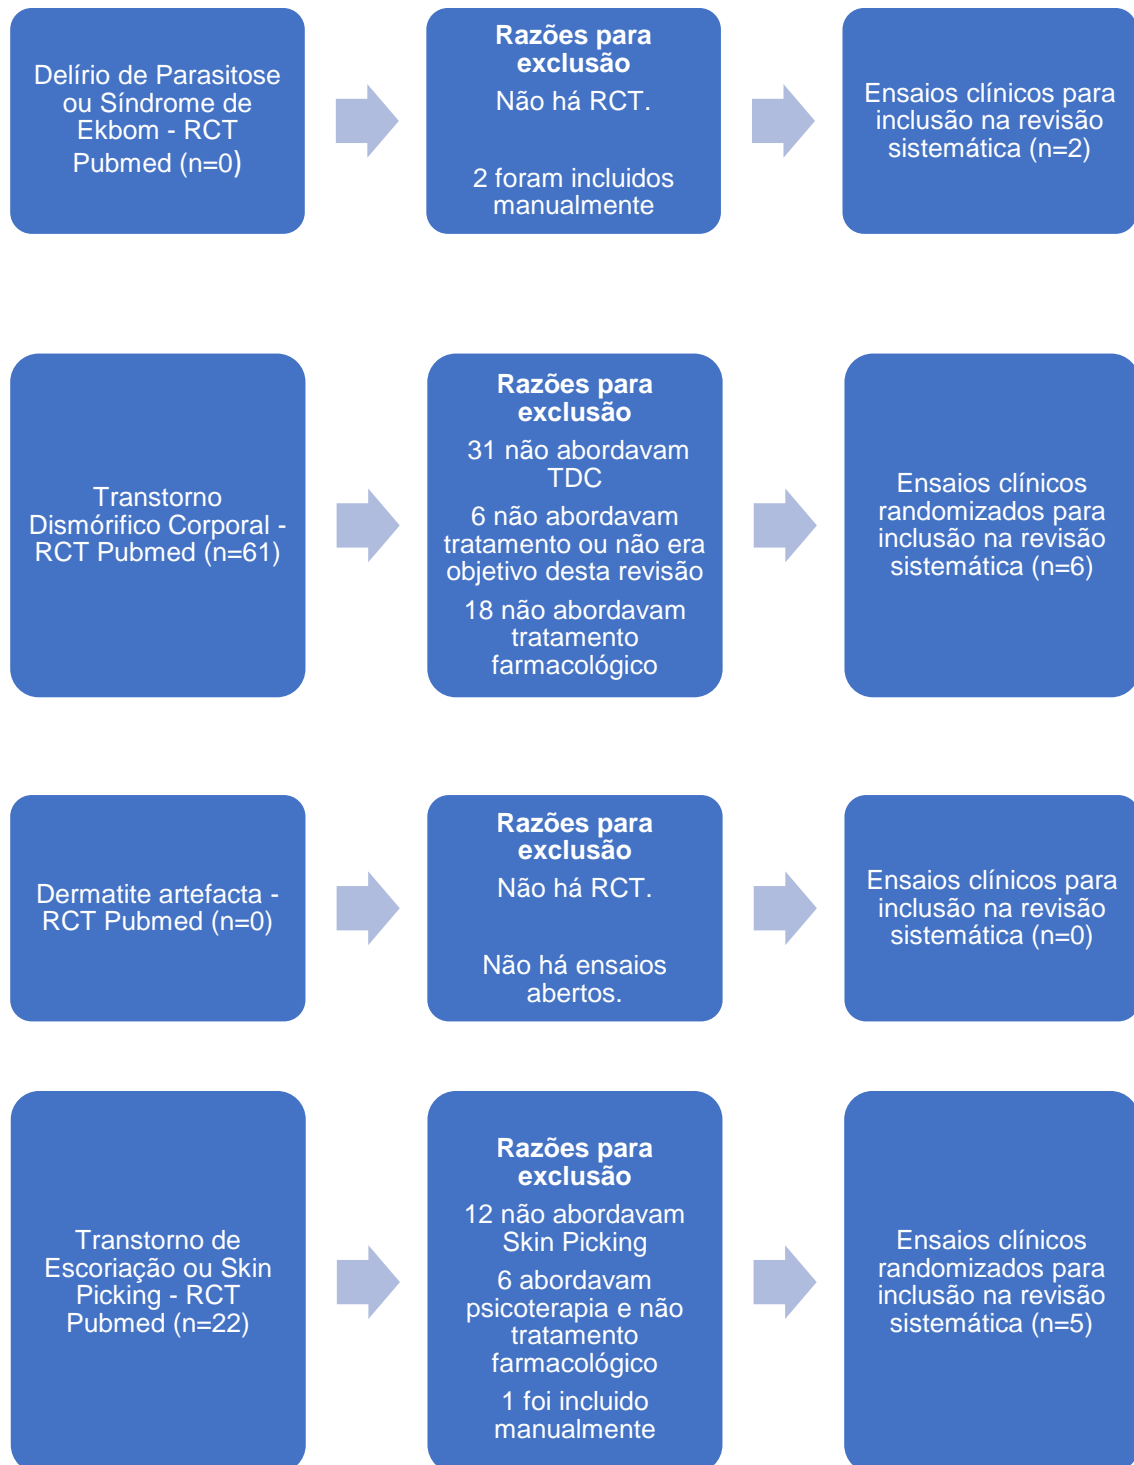 Delírio de Parasitose
ou Síndrome de
Ekbom - RCT
Pubmed (n=0)
Razões para
exclusão
Não há RCT.
2 foram incluidos
manualmente
Ensaios clínicos para
inclusão na revisão
sistemática (n=2)
Transtorno
Dismórifico Corporal -
RCT Pubmed (n=61)
Razões para
exclusão
31 não abordavam
TDC
6 não abordavam
tratamento ou não era
objetivo desta revisão
18 não abordavam
tratamento
farmacológico
Ensaios clínicos
randomizados para
inclusão na revisão
sistemática (n=6)
Dermatite artefacta -
RCT Pubmed (n=0)
Razões para
exclusão
Não há RCT.
Não há ensaios
abertos.
Ensaios clínicos para
inclusão na revisão
sistemática (n=0)
Transtorno de
Escoriação ou Skin
Picking - RCT
Pubmed (n=22)
Razões para
exclusão
12 não abordavam
Skin Picking
6 abordavam
psicoterapia e não
tratamento
farmacológico
1 foi incluido
manualmente
Ensaios clínicos
randomizados para
inclusão na revisão
sistemática (n=5)